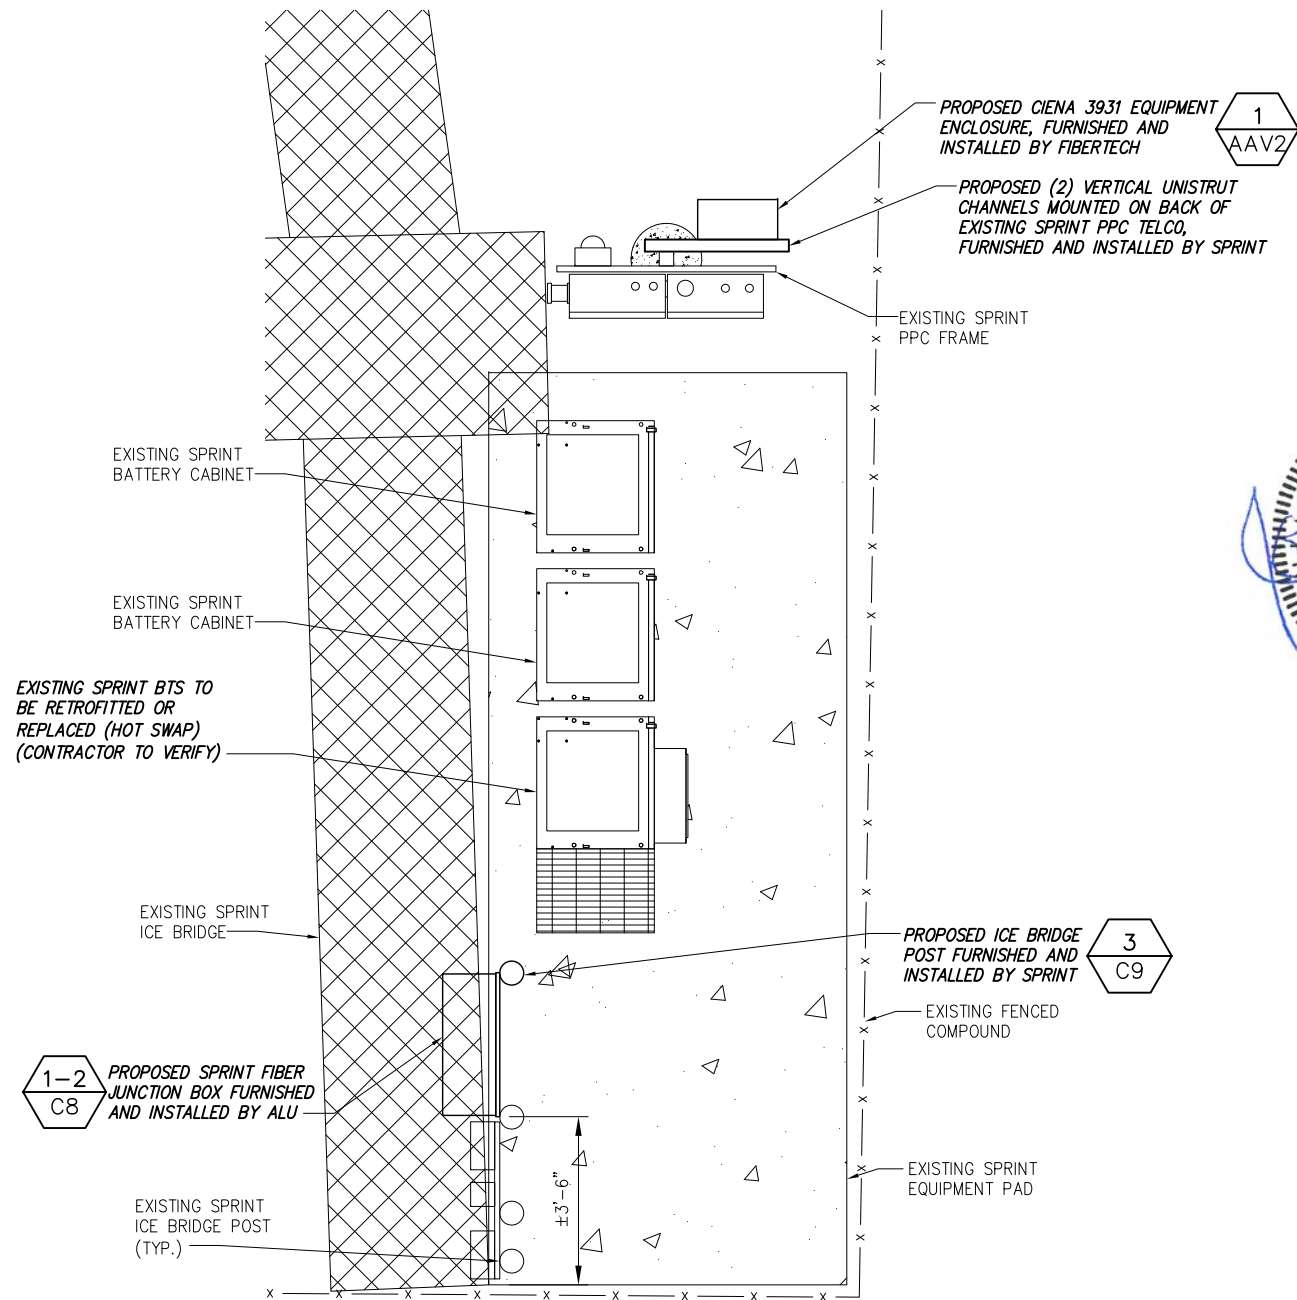 PROPOSED CIENA 3931 EQUIPMENT
ENCLOSURE, FURNISHED AND
INSTALLED BY FIBERTECH
1
AAV2
PROPOSED (2) VERTICAL UNISTRUT
CHANNELS MOUNTED ON BACK OF
EXISTING SPRINT PPC TELCO,
FURNISHED AND INSTALLED BY SPRINT
EXISTING SPRINT
PPC FRAME
EXISTING SPRINT
BATTERY CABINET
EXISTING SPRINT
BATTERY CABINET
EXISTING SPRINT BTS TO
BE RETROFITTED OR
REPLACED (HOT SWAP)
(CONTRACTOR TO VERIFY)
EXISTING SPRINT
ICE BRIDGE
PROPOSED ICE BRIDGE
POST FURNISHED AND
INSTALLED BY SPRINT
3
C9
EXISTING FENCED
COMPOUND
1-2
C8
PROPOSED SPRINT FIBER
JUNCTION BOX FURNISHED
AND INSTALLED BY ALU
EXISTING SPRINT
EQUIPMENT PAD
±3'-6"
EXISTING SPRINT
ICE BRIDGE POST
(TYP.)